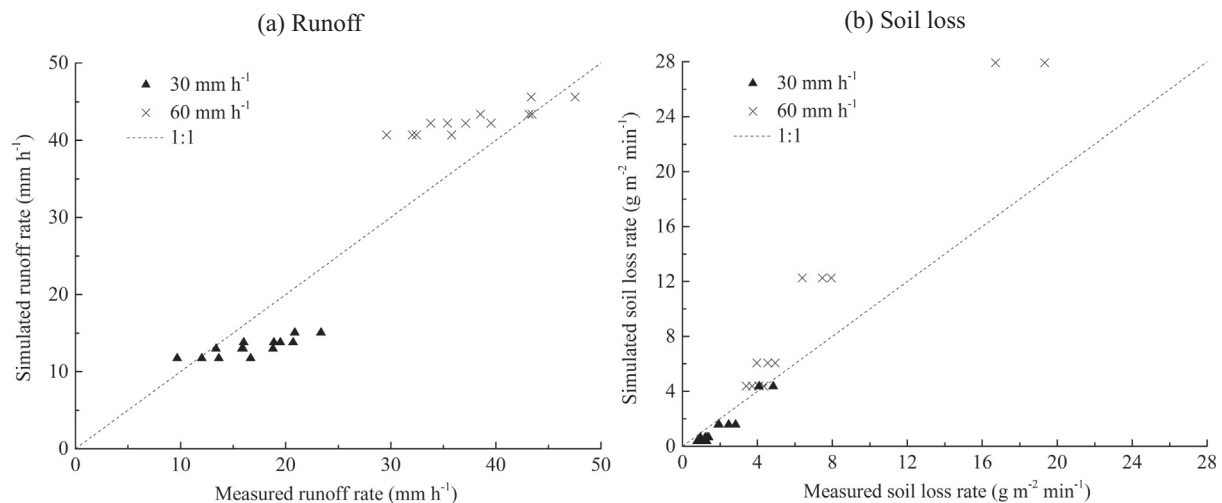 (a) Runoff
50
40
30
20
10
0
Simulated runoff rate (mm h⁻¹)
30 mm h⁻¹
60 mm h⁻¹
1:1
10
20
30
40
50
Measured runoff rate (mm h⁻¹)
(b) Soil loss
28
24
20
16
12
8
4
0
Simulated soil loss rate (g m⁻² min⁻¹)
30 mm h⁻¹
60 mm h⁻¹
1:1
0
4
8
12
16
20
24
28
Measured soil loss rate (g m⁻² min⁻¹)